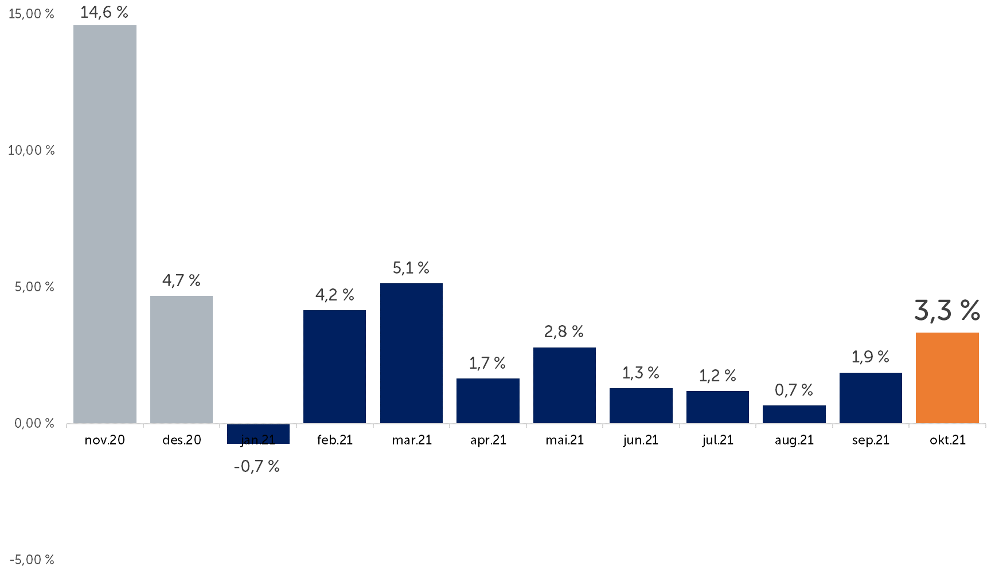 15,00 %
10,00 %
5,00 %
0,00 %
-5,00 %
14,6 %
4,7 %
-0,7 %
4,2 %
5,1 %
1,7 %
2,8 %
1,3 %
1,2 %
0,7 %
1,9 %
3,3 %
nov.20
des.20
jan.21
feb.21
mar.21
apr.21
mai.21
jun.21
jul.21
aug.21
sep.21
okt.21